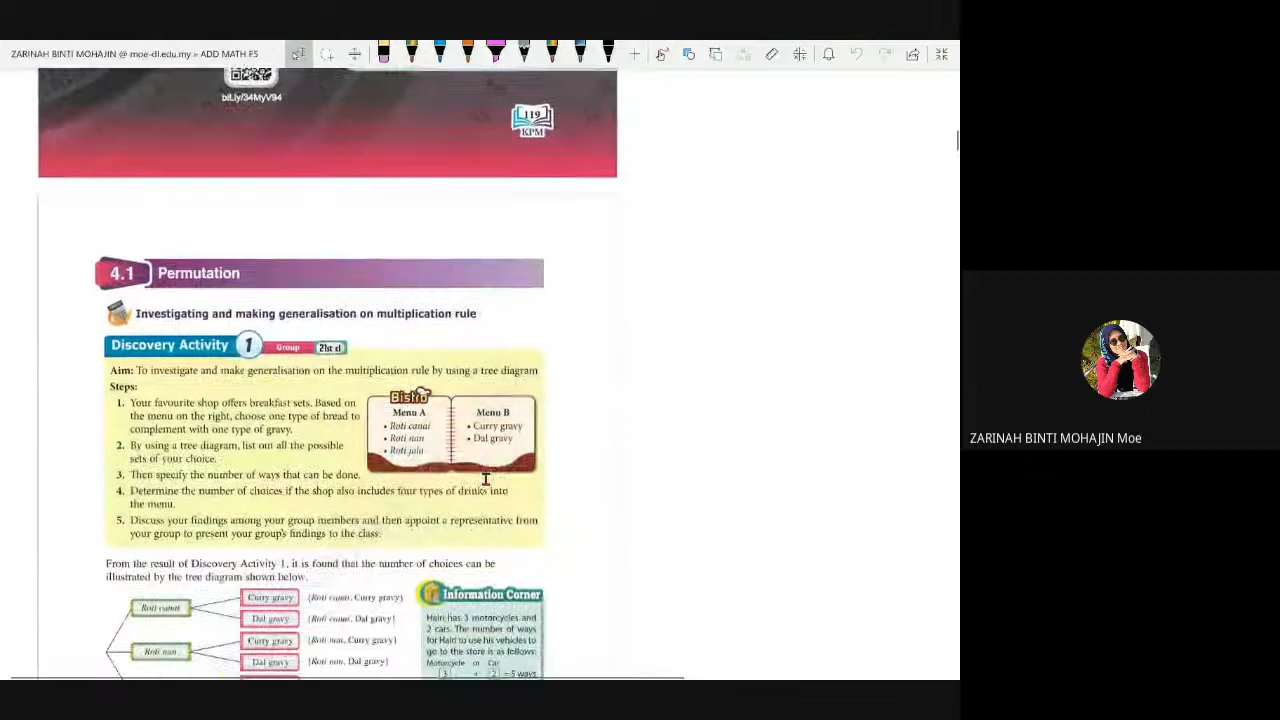 ZARINAH BINTI MOHAJIN @ moe-dl.edu.my » ADD MATH F5
bit.ly/34MyV94
119
KPM
4.1 Permutation
Investigating and making generalisation on multiplication rule
Discovery Activity 1 Group 21st cl
Aim: To investigate and make generalisation on the multiplication rule by using a tree diagram
Steps:
1. Your favourite shop offers breakfast sets. Based on
the menu on the right, choose one type of bread to
complement with one type of gravy.
2. By using a tree diagram, list out all the possible
sets of your choice.
3. Then specify the number of ways that can be done.
4. Determine the number of choices if the shop also includes four types of drinks into
the menu.
5. Discuss your findings among your group members and then appoint a representative from
your group to present your group's findings to the class.
Bistro
Menu A
• Roti canai
• Roti nan
• Roti jala
Menu B
• Curry gravy
• Dal gravy
From the result of Discovery Activity 1, it is found that the number of choices can be
illustrated by the tree diagram shown below.
Roti canai
Curry gravy {Roti canai, Curry gravy}
Dal gravy {Roti canai, Dal gravy}
Roti nan
Curry gravy {Roti nan, Curry gravy}
Dal gravy {Roti nan, Dal gravy}
Information Corner
Hairi has 3 motorcycles and
2 cars. The number of ways
for Hairi to use his vehicles to
go to the store is as follows:
Motorcycle or Car
3 + 2 = 5 ways
ZARINAH BINTI MOHAJIN Moe